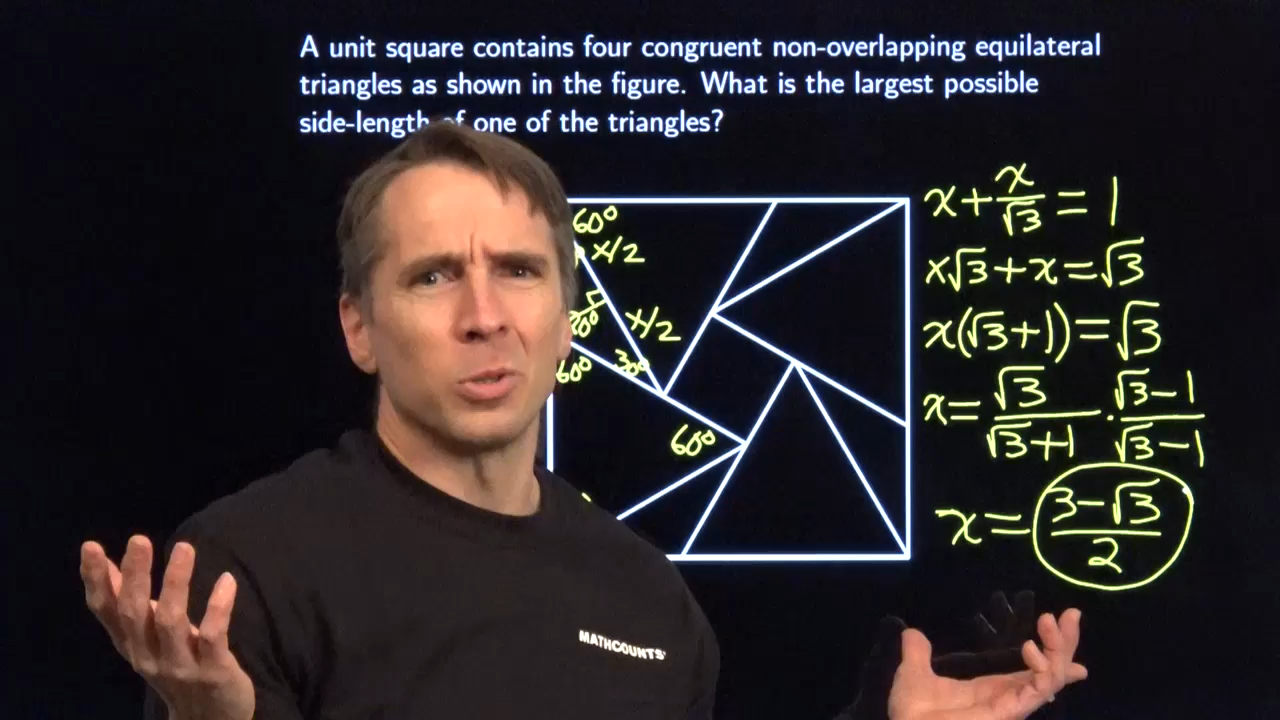 A unit square contains four congruent non-overlapping equilateral
triangles as shown in the figure. What is the largest possible
side-length of one of the triangles?
60°
x/2
x/2
30°
60°
60°
x + x/√3 = 1
x√3 + x = √3
x(√3+1) = √3
x = √3/(√3+1) · (√3-1)/(√3-1)
x = (3-√3)/2
MATHCOUNTS